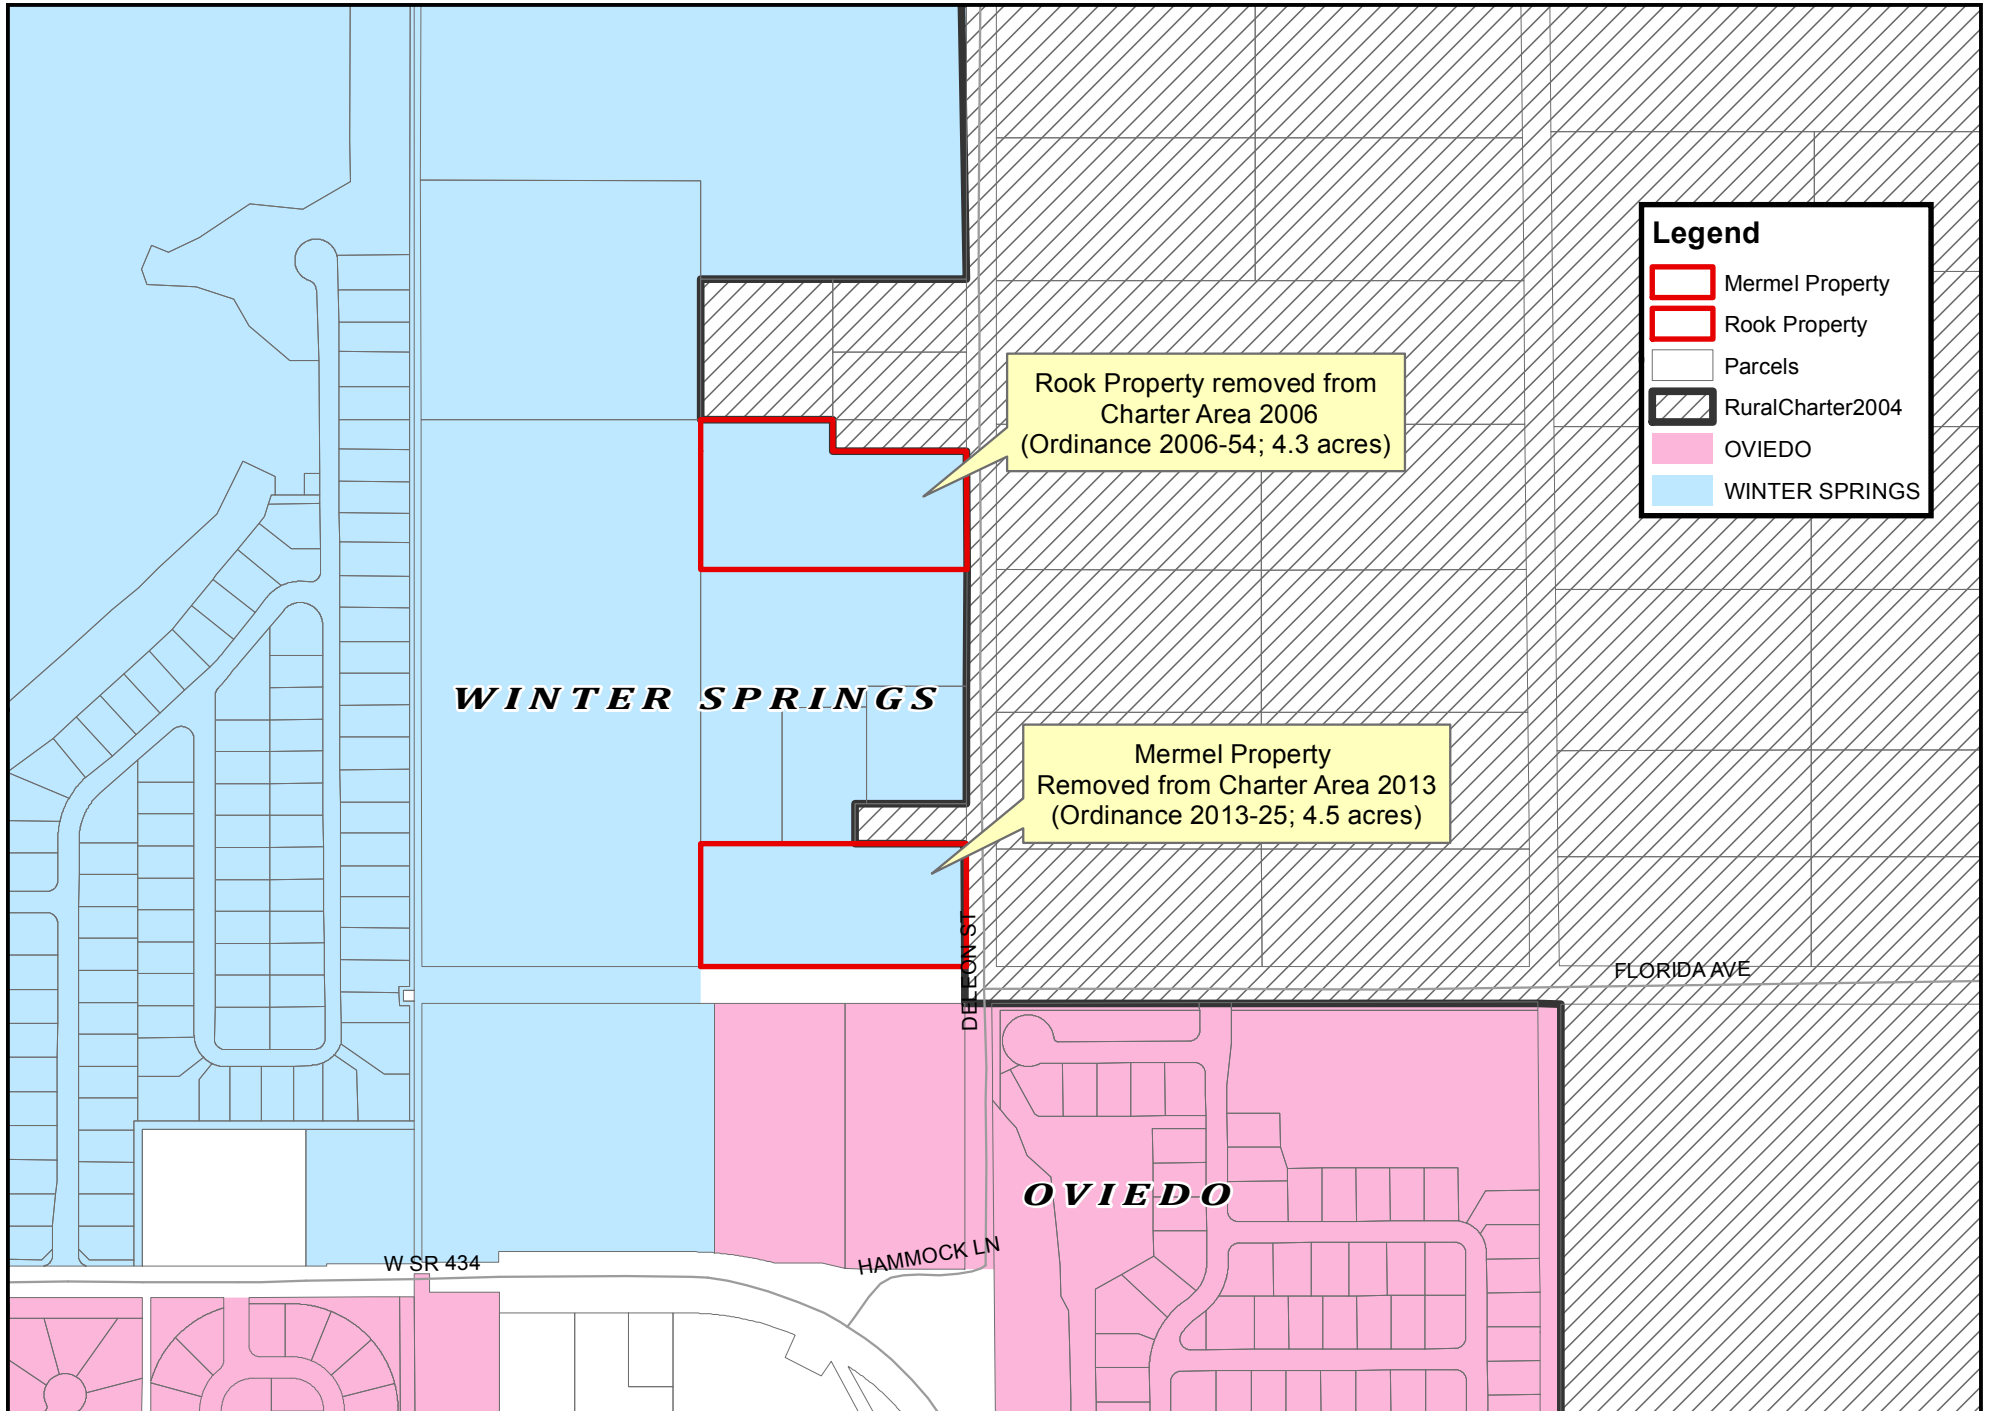 Legend
Mermel Property
Rook Property
Parcels
RuralCharter2004
OVIEDO
WINTER SPRINGS
Rook Property removed from
Charter Area 2006
(Ordinance 2006-54; 4.3 acres)
WINTER SPRINGS
Mermel Property
Removed from Charter Area 2013
(Ordinance 2013-25; 4.5 acres)
DELEON ST
FLORIDA AVE
OVIEDO
HAMMOCK LN
W SR 434